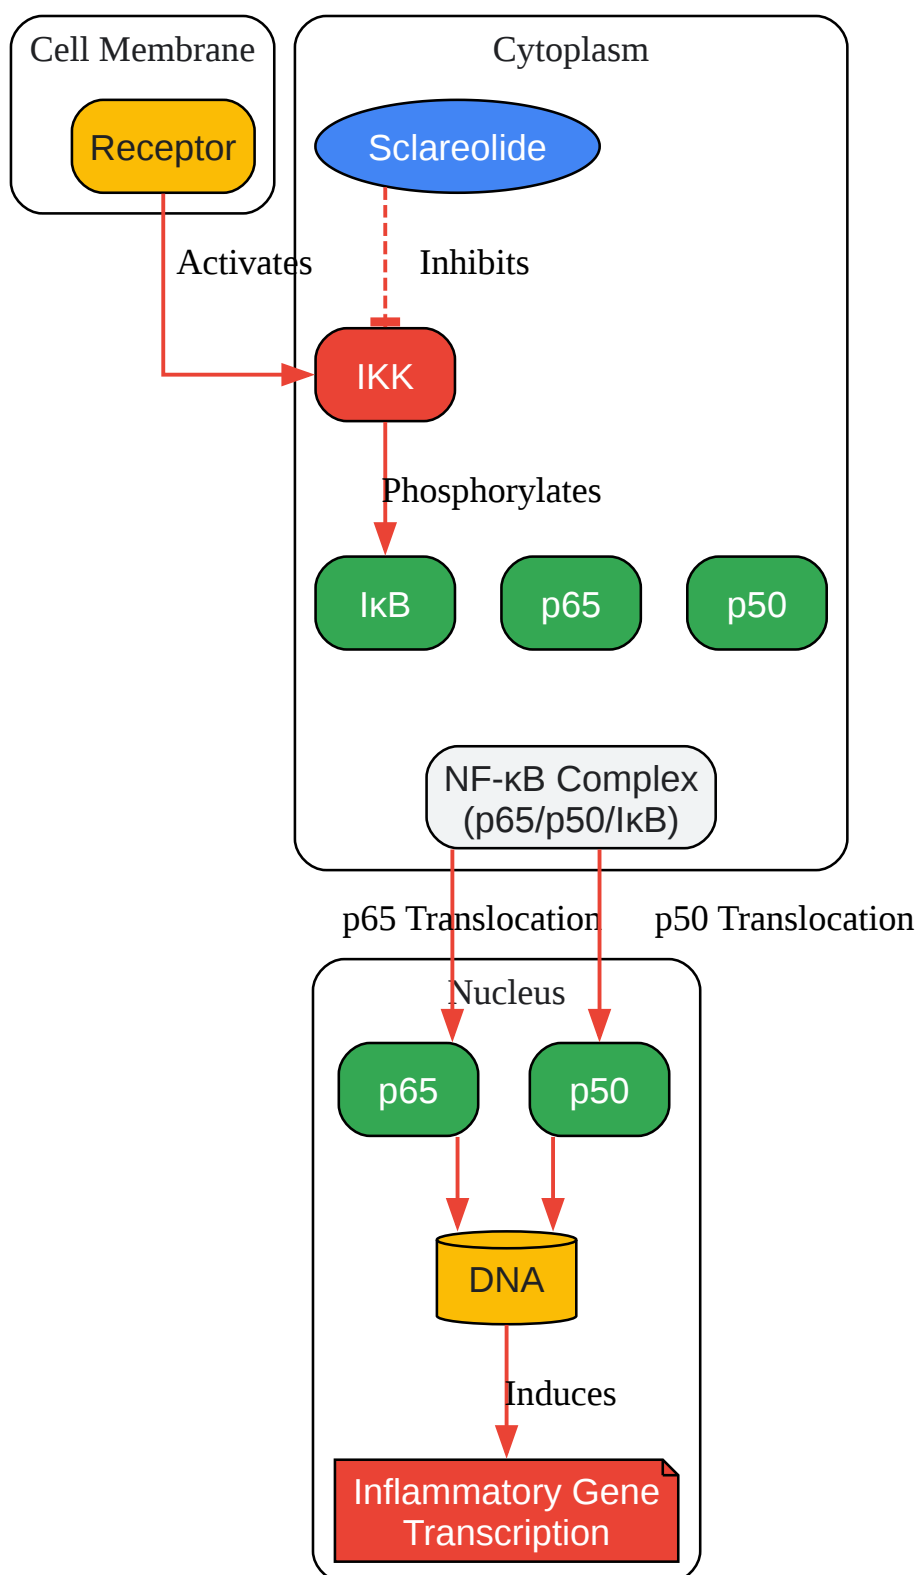 Cell Membrane
Cytoplasm
Receptor
Sclareolide
Activates
Inhibits
IKK
Phosphorylates
IκB
p65
p50
NF-κB Complex
(p65/p50/IκB)
p65 Translocation
p50 Translocation
Nucleus
p65
p50
DNA
Induces
Inflammatory Gene
Transcription